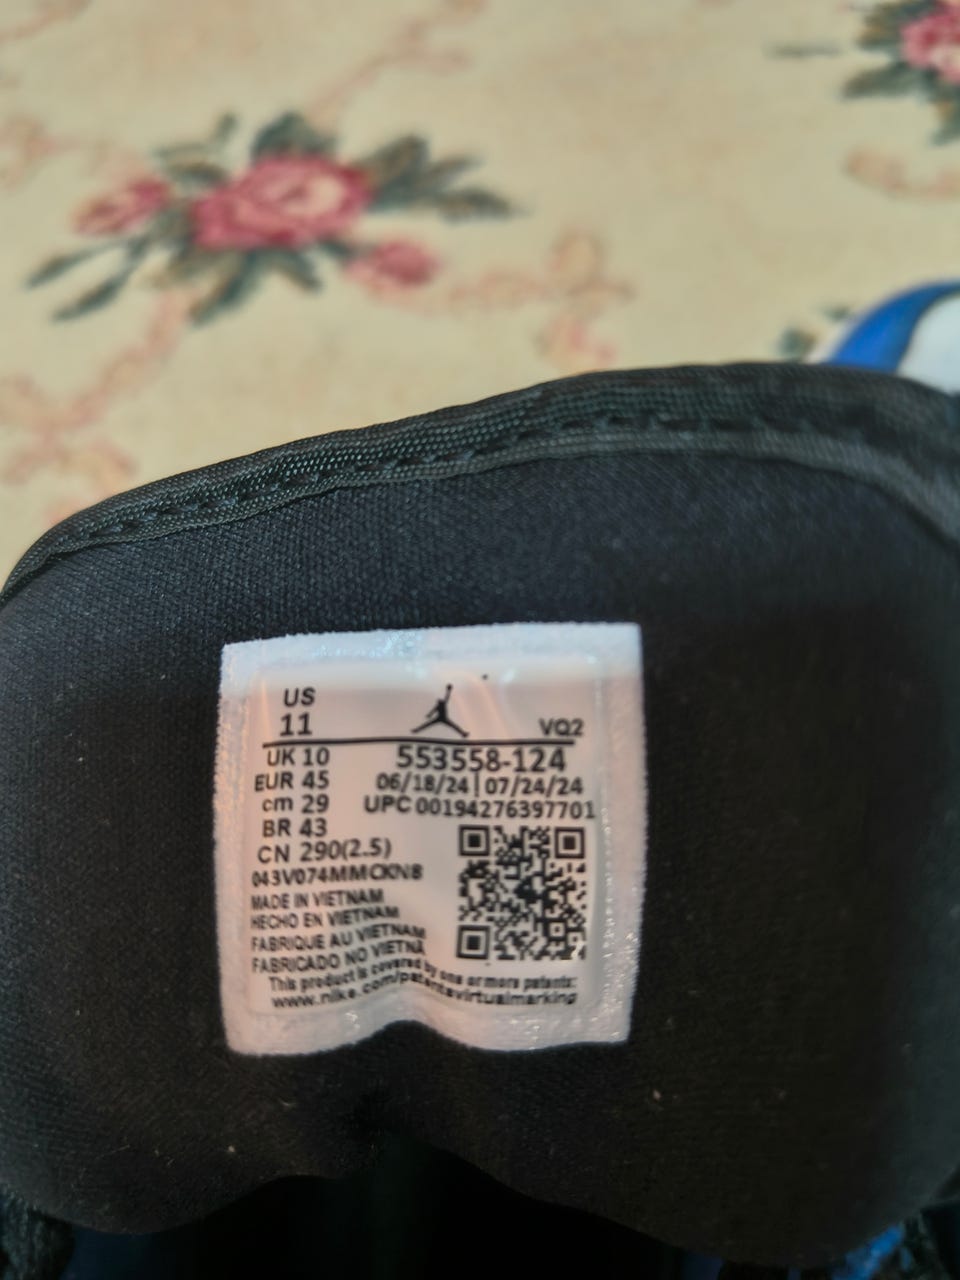 US
11
VQ2
UK 10
553558-124
EUR 45
06/18/24 | 07/24/24
cm 29
UPC 00194276397701
BR 43
CN 290(2.5)
043V074MMCKN8
MADE IN VIETNAM
HECHO EN VIETNAM
FABRIQUE AU VIETNAM
FABRICADO NO VIETNÃ
This product is covered by one or more patents:
www.nike.com/patentsvirtualmarking